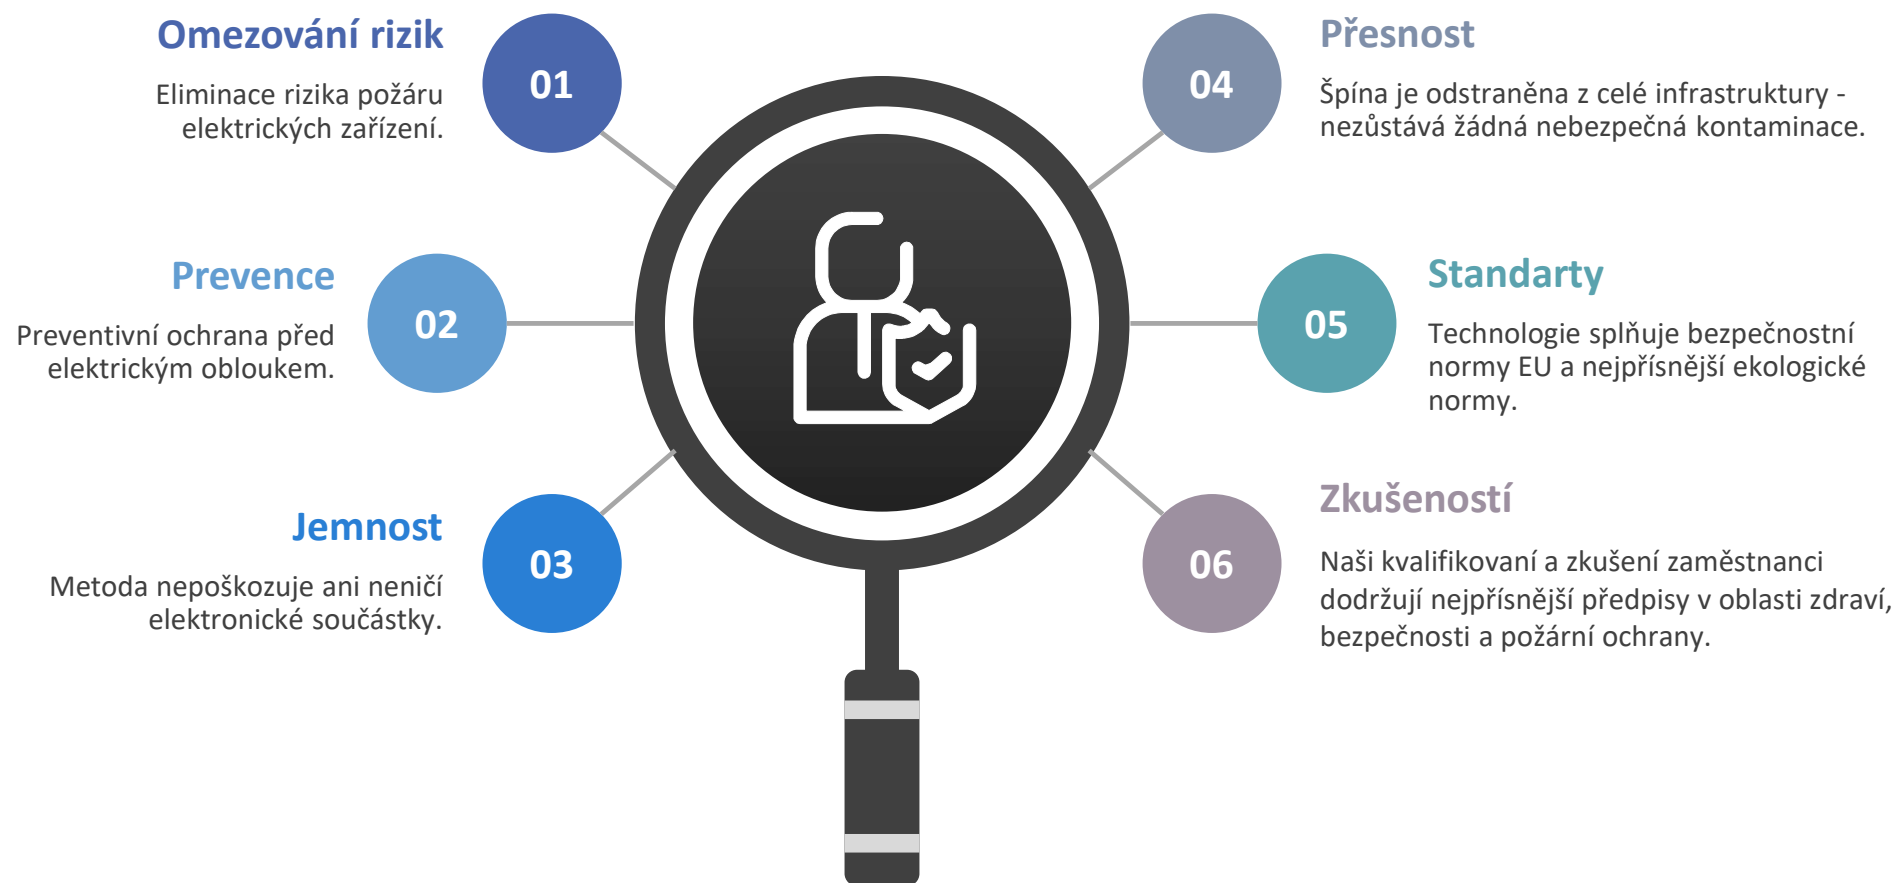 Omezování rizik
01
Eliminace rizika požáru
elektrických zařízení.
Prevence
02
Preventivní ochrana před
elektrickým obloukem.
Jemnost
03
Metoda nepoškozuje ani neničí
elektronické součástky.
04
Přesnost
Špína je odstraněna z celé infrastruktury -
nezůstává žádná nebezpečná kontaminace.
05
Standarty
Technologie splňuje bezpečnostní
normy EU a nejpřísnější ekologické
normy.
06
Zkušeností
Naši kvalifikovaní a zkušení zaměstnanci
dodržují nejpřísnější předpisy v oblasti zdraví,
bezpečnosti a požární ochrany.